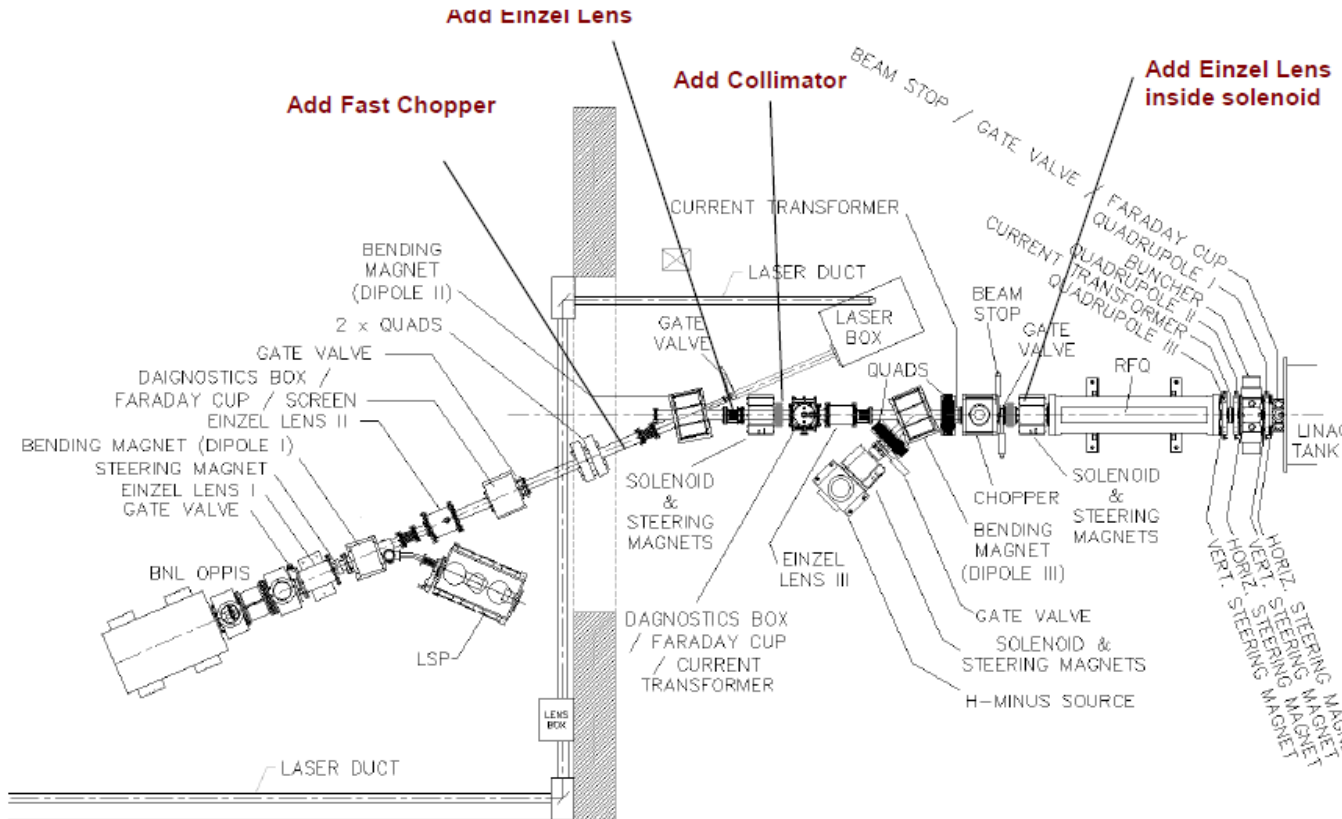 Add Einzel Lens
Add Fast Chopper
Add Collimator
Add Einzel Lens
inside solenoid
BEAM STOP / GATE VALVE / FARADAY CUP
QUADRUPOLE I
BUNCHER
QUADRUPOLE II
CURRENT TRANSFORMER
QUADRUPOLE III
CURRENT TRANSFORMER
BENDING
MAGNET
(DIPOLE II)
2 x QUADS
GATE VALVE
DAIGNOSTICS BOX /
FARADAY CUP / SCREEN
EINZEL LENS II
BENDING MAGNET (DIPOLE I)
STEERING MAGNET
EINZEL LENS I
GATE VALVE
BNL OPPIS
LSP
LASER DUCT
GATE
VALVE
LASER
BOX
QUADS
BEAM
STOP
GATE
VALVE
RFQ
LINAC
TANK
SOLENOID
&
STEERING
MAGNETS
EINZEL
LENS III
CHOPPER
BENDING
MAGNET
(DIPOLE III)
SOLENOID
&
STEERING
MAGNETS
DAGNOSTICS BOX
/ FARADAY CUP
/ CURRENT
TRANSFORMER
GATE VALVE
SOLENOID &
STEERING MAGNETS
H-MINUS SOURCE
HORIZ. STEERING MAGNET
VERT. STEERING MAGNET
HORIZ. STEERING MAGNET
VERT. STEERING MAGNET
LENS
BOX
LASER DUCT